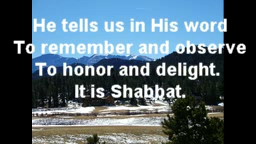 He tells us in His word
To remember and observe
To honor and delight.
It is Shabbat.